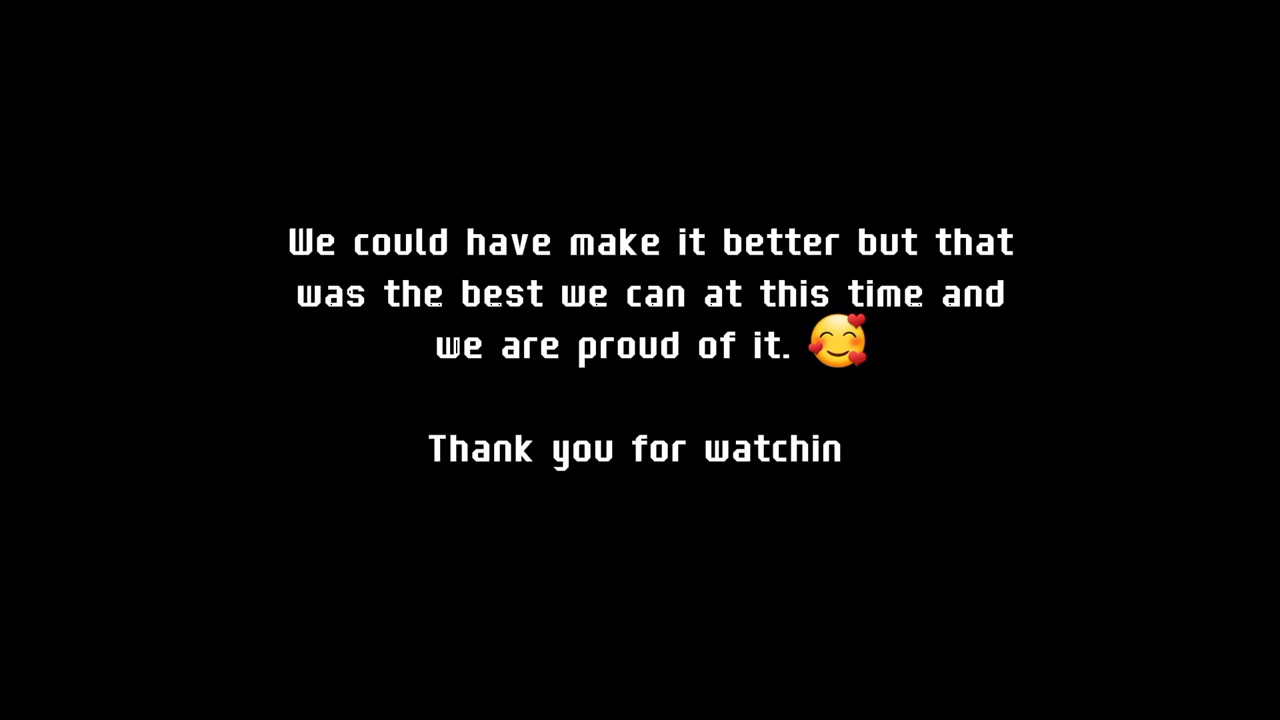 We could have make it better but that
was the best we can at this time and
we are proud of it. 🥰
Thank you for watchin